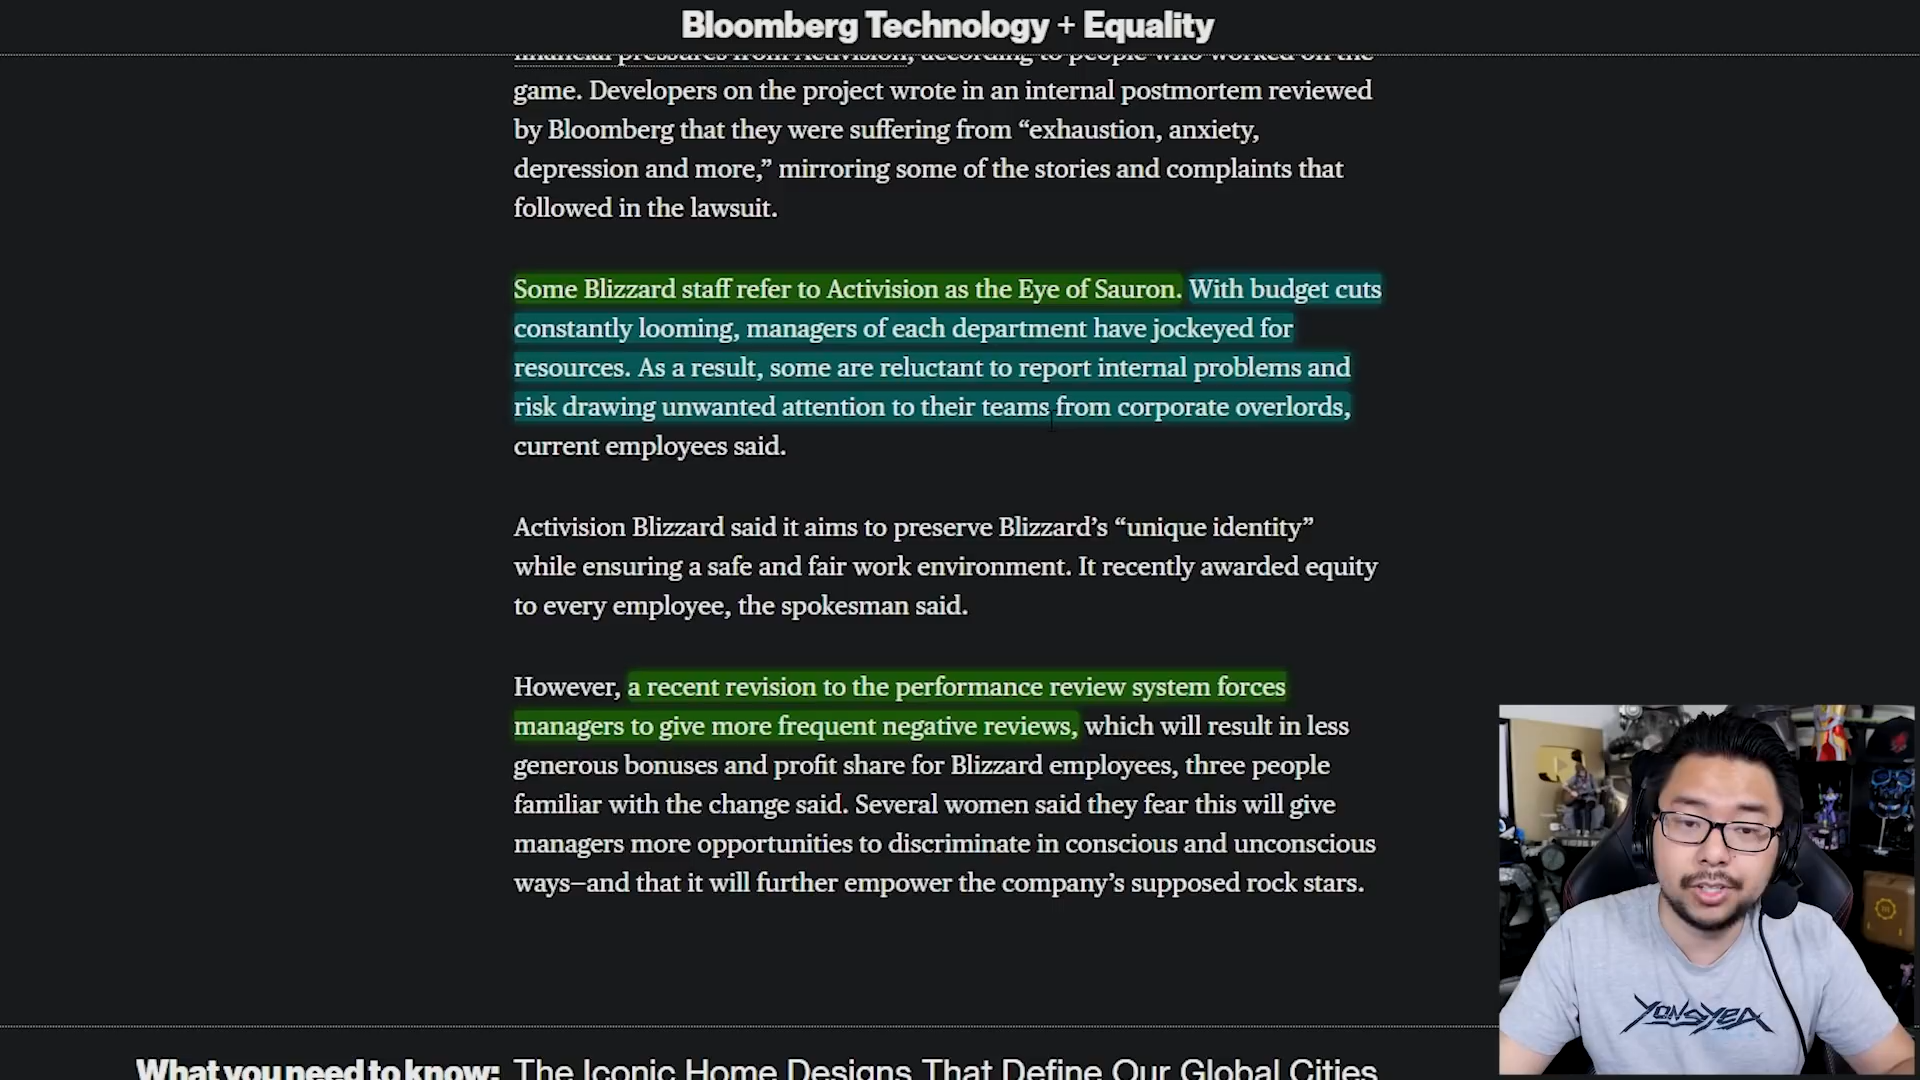 Bloomberg Technology + Equality
financial pressures from Activision, according to people who worked on the
game. Developers on the project wrote in an internal postmortem reviewed
by Bloomberg that they were suffering from “exhaustion, anxiety,
depression and more,” mirroring some of the stories and complaints that
followed in the lawsuit.
Some Blizzard staff refer to Activision as the Eye of Sauron. With budget cuts
constantly looming, managers of each department have jockeyed for
resources. As a result, some are reluctant to report internal problems and
risk drawing unwanted attention to their teams from corporate overlords,
current employees said.
Activision Blizzard said it aims to preserve Blizzard’s “unique identity”
while ensuring a safe and fair work environment. It recently awarded equity
to every employee, the spokesman said.
However, a recent revision to the performance review system forces
managers to give more frequent negative reviews, which will result in less
generous bonuses and profit share for Blizzard employees, three people
familiar with the change said. Several women said they fear this will give
managers more opportunities to discriminate in conscious and unconscious
ways—and that it will further empower the company’s supposed rock stars.
YONGYEA
What you need to know: The Iconic Home Designs That Define Our Global Cities